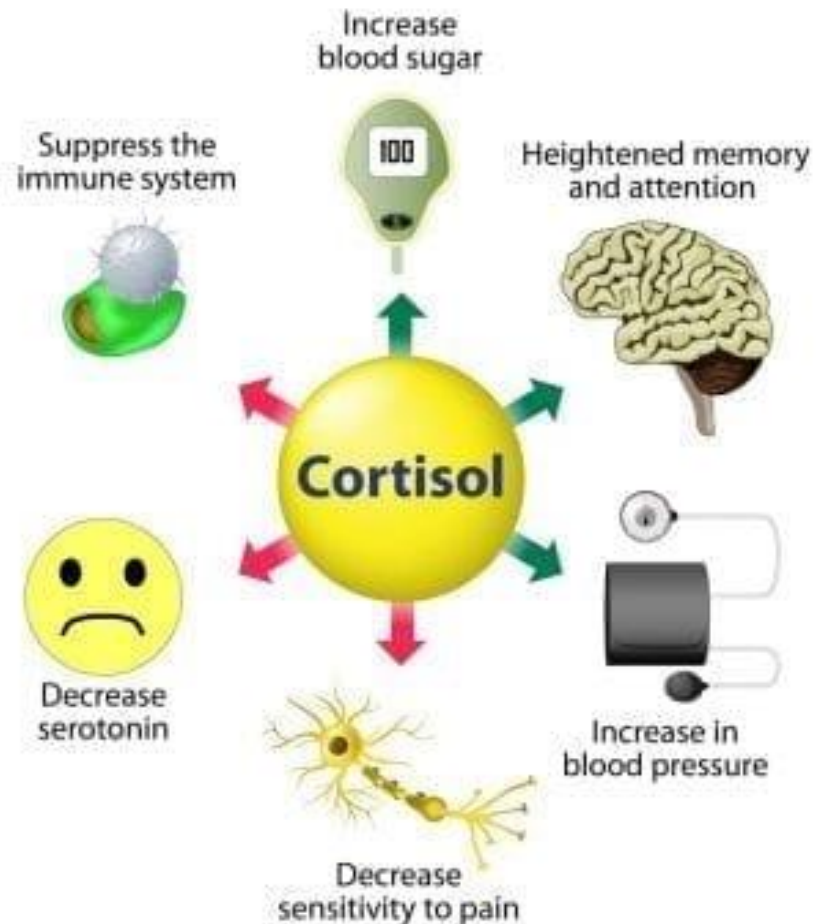 Increase
blood sugar
100
Suppress the
immune system
Heightened memory
and attention
Cortisol
Decrease
serotonin
Increase in
blood pressure
Decrease
sensitivity to pain